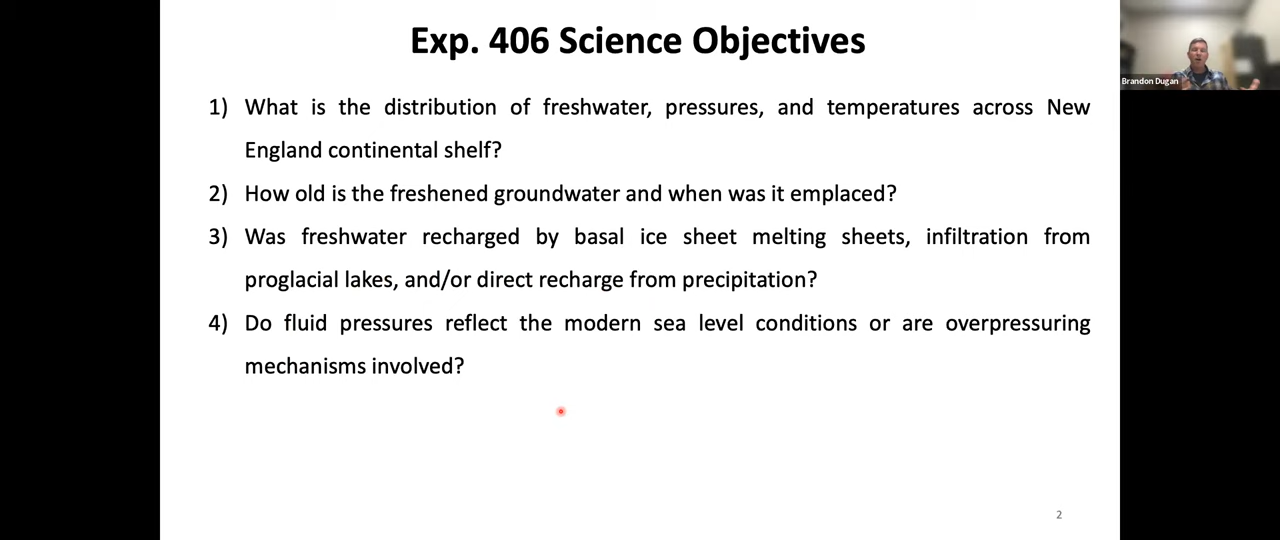 Exp. 406 Science Objectives
Brandon Dugan
1) What is the distribution of freshwater, pressures, and temperatures across New
England continental shelf?
2) How old is the freshened groundwater and when was it emplaced?
3) Was freshwater recharged by basal ice sheet melting sheets, infiltration from
proglacial lakes, and/or direct recharge from precipitation?
4) Do fluid pressures reflect the modern sea level conditions or are overpressuring
mechanisms involved?
2